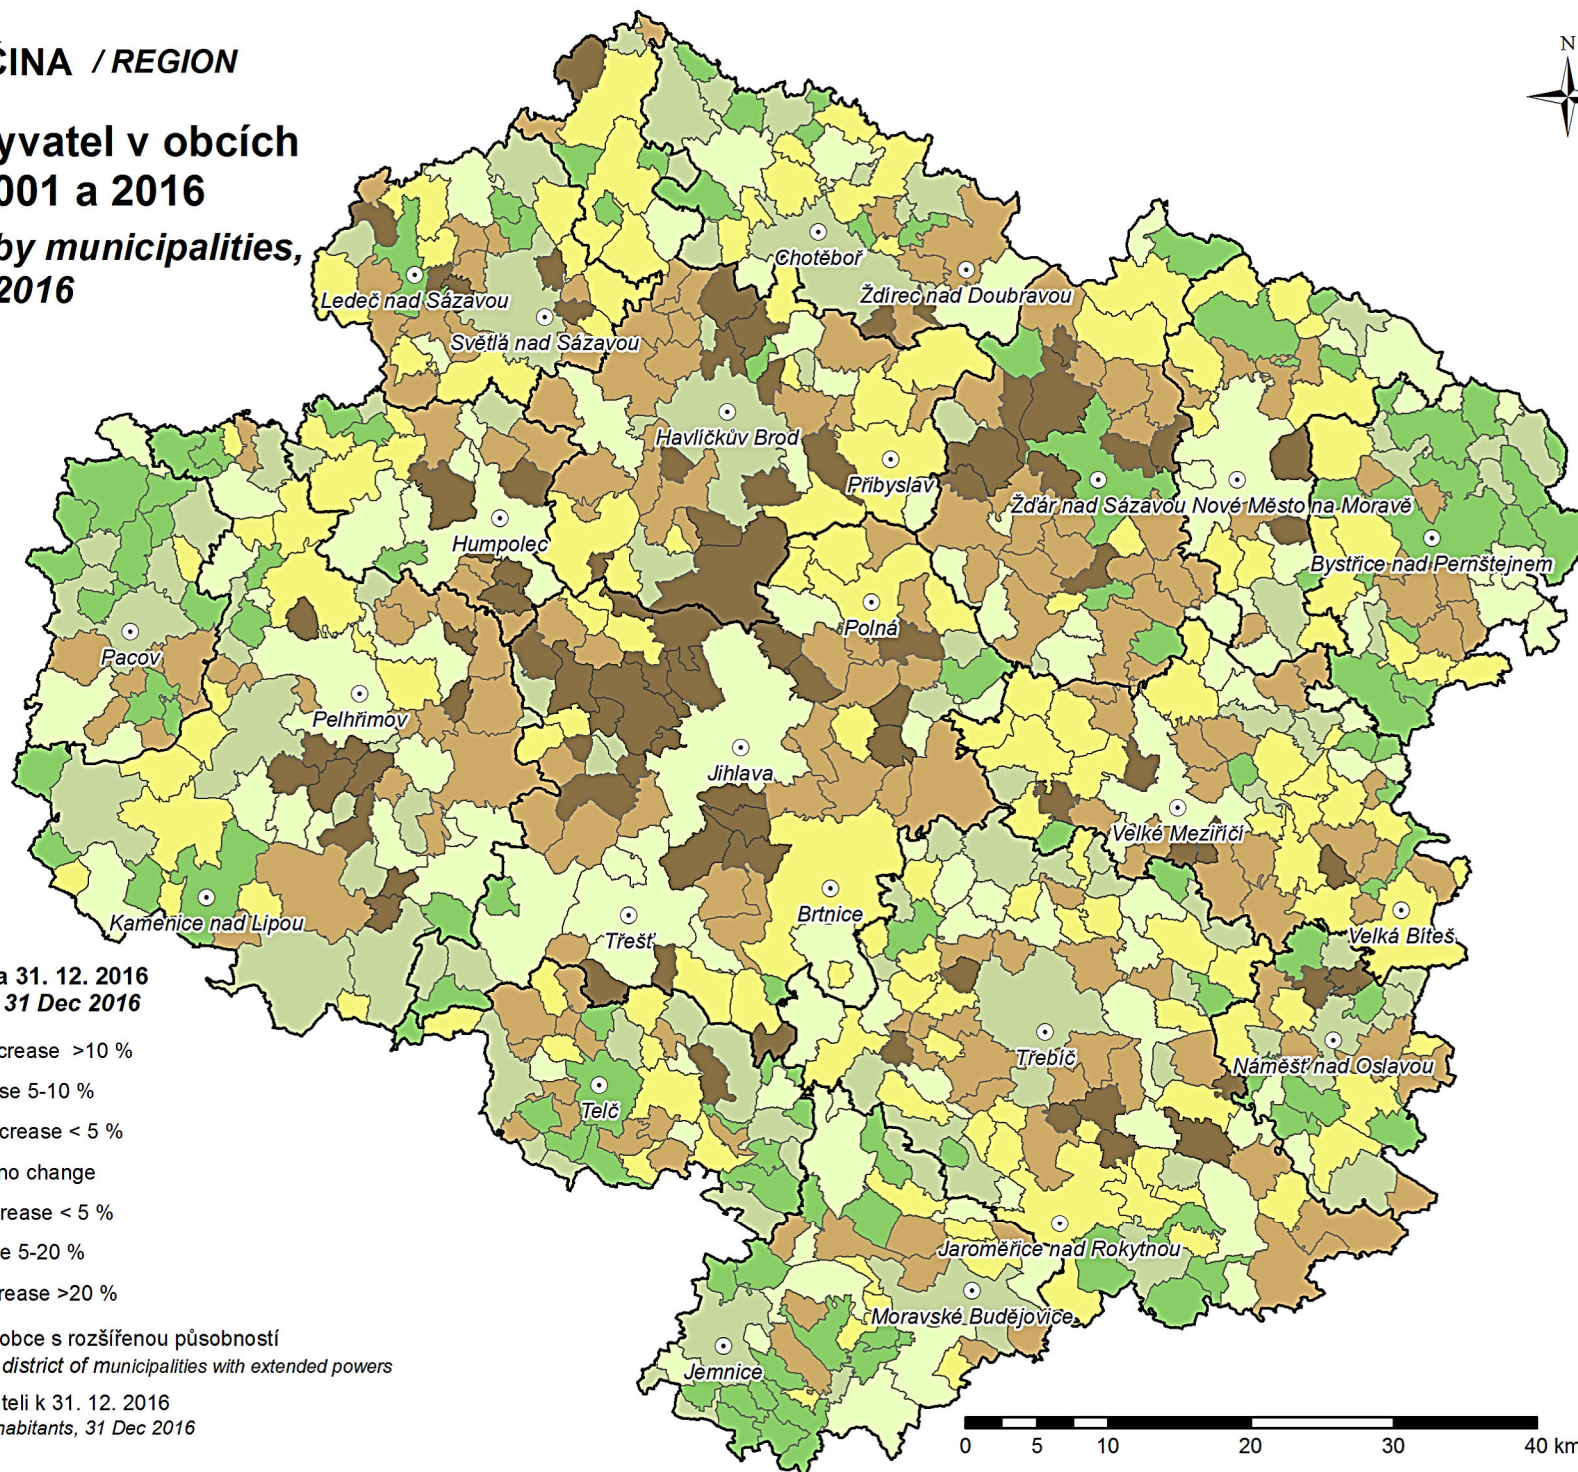 ČINA / REGION
yvatel v obcích
001 a 2016
by municipalities,
2016
N
Chotěboř
Ždírec nad Doubravou
Ledeč nad Sázavou
Světlá nad Sázavou
Havlíčkův Brod
Přibyslav
Žďár nad Sázavou
Nové Město na Moravě
Humpolec
Bystřice nad Pernštejnem
Polná
Pacov
Pelhřimov
Jihlava
Velké Meziříčí
Kamenice nad Lipou
Třešť
Brtnice
Velká Bíteš
Třebíč
Náměšť nad Oslavou
Telč
Jaroměřice nad Rokytnou
Moravské Budějovice
Jemnice
a 31. 12. 2016
31 Dec 2016
crease >10 %
se 5-10 %
crease < 5 %
no change
rease < 5 %
e 5-20 %
rease >20 %
obce s rozšířenou působností
district of municipalities with extended powers
ateli k 31. 12. 2016
habitants, 31 Dec 2016
0 5 10 20 30 40 km